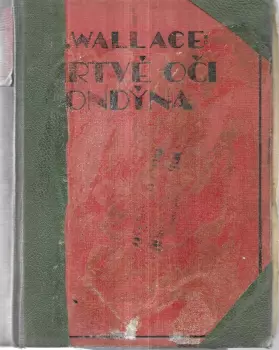 .WALLACE
RTVÉ OČI
ONDÝNA